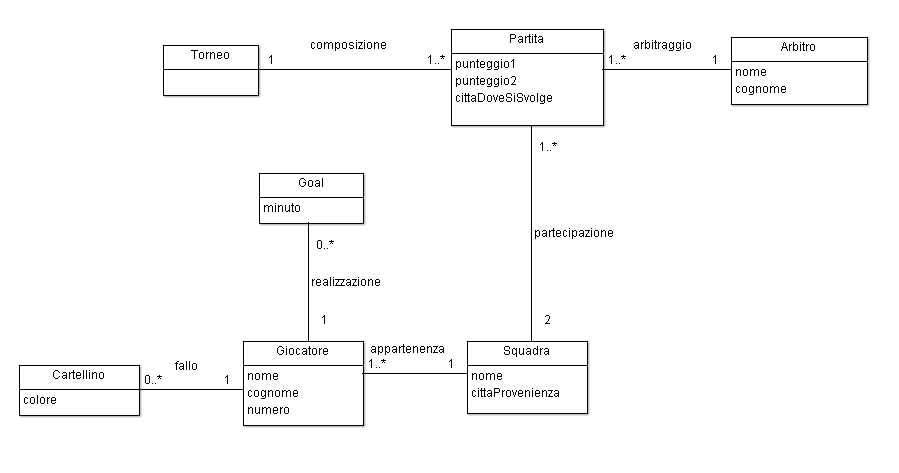 Torneo
1
composizione
1..*
Partita
punteggio1
punteggio2
cittaDoveSiSvolge
arbitraggio
1..*
1
Arbitro
nome
cognome
1..*
partecipazione
2
Goal
minuto
0..*
realizzazione
1
Cartellino
colore
fallo
0..*
1
Giocatore
nome
cognome
numero
appartenenza
1..*
1
Squadra
nome
cittaProvenienza